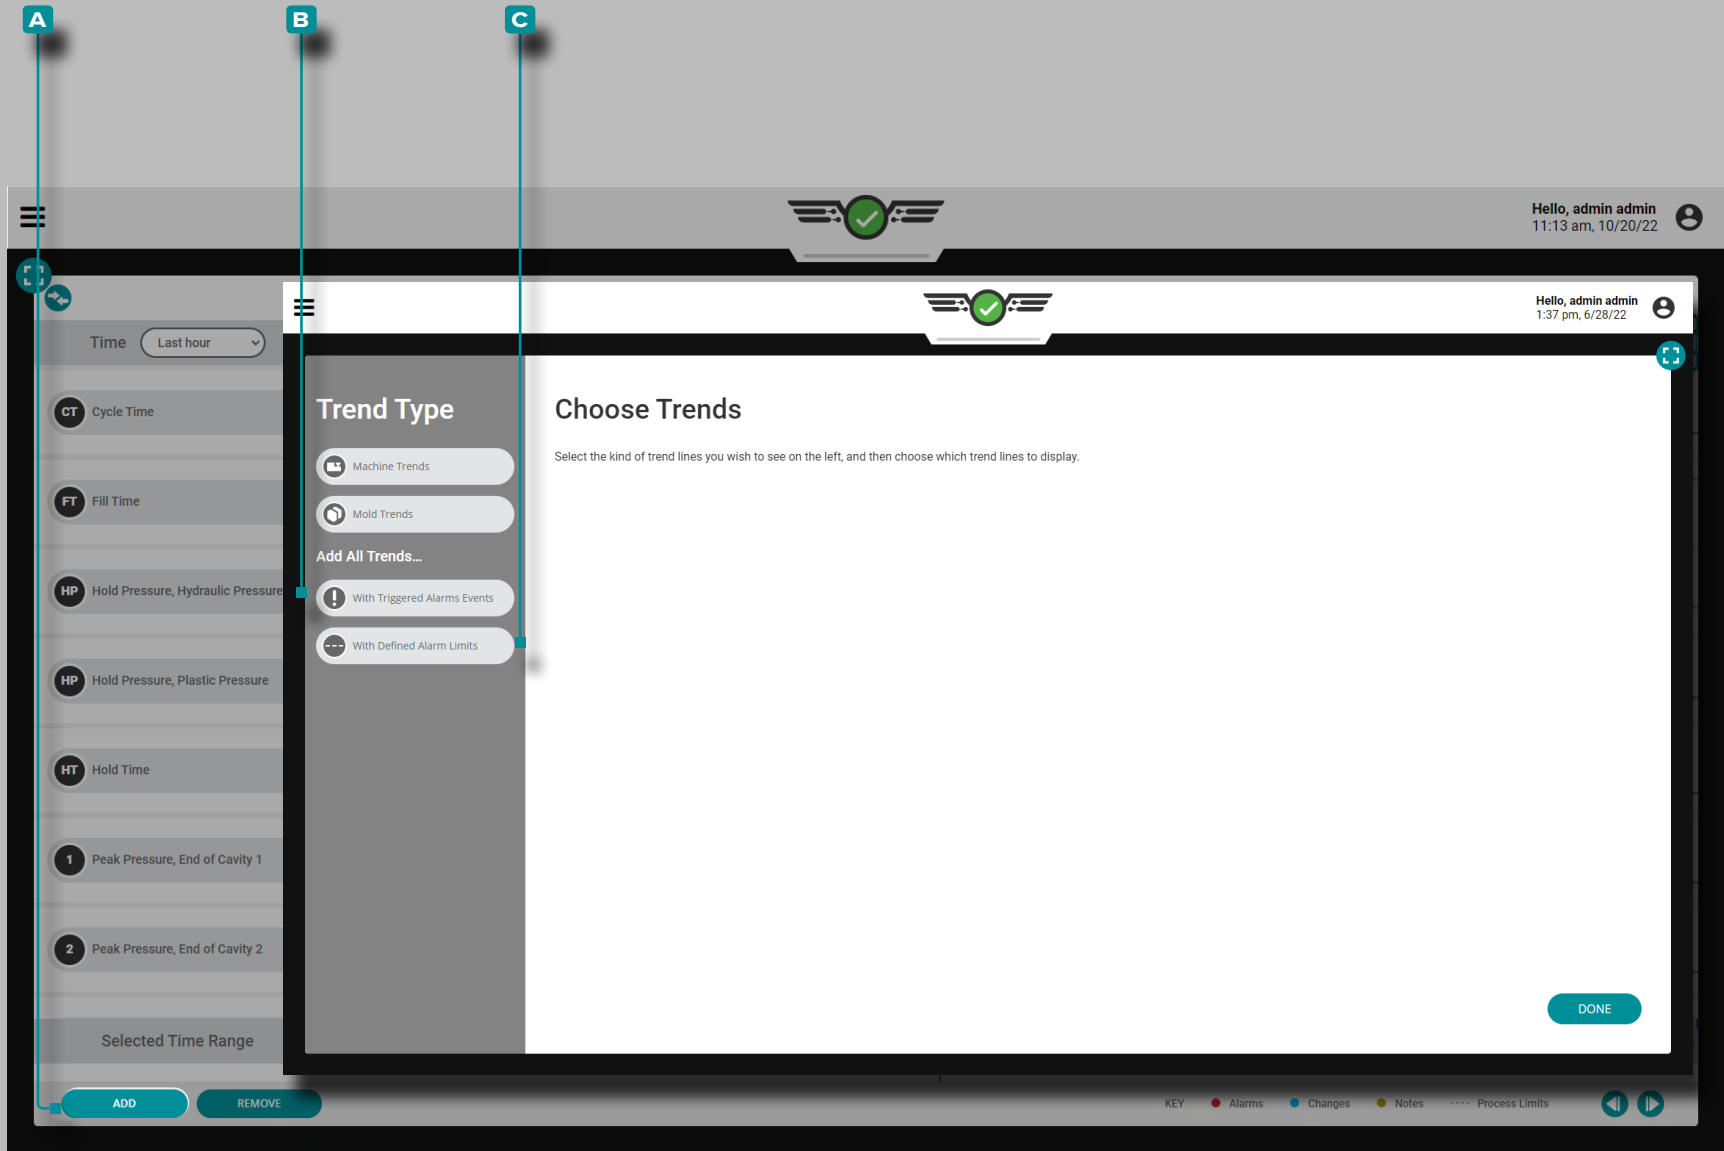 A
B
C
Hello, admin admin
11:13 am, 10/20/22
Hello, admin admin
1:37 pm, 6/28/22
Time
Last hour
CT
Cycle Time
FT
Fill Time
HP
Hold Pressure, Hydraulic Pressure
HP
Hold Pressure, Plastic Pressure
HT
Hold Time
1
Peak Pressure, End of Cavity 1
2
Peak Pressure, End of Cavity 2
Selected Time Range
Trend Type
Machine Trends
Mold Trends
Add All Trends...
With Triggered Alarms Events
With Defined Alarm Limits
Choose Trends
Select the kind of trend lines you wish to see on the left, and then choose which trend lines to display.
DONE
ADD
REMOVE
KEY
Alarms
Changes
Notes
Process Limits